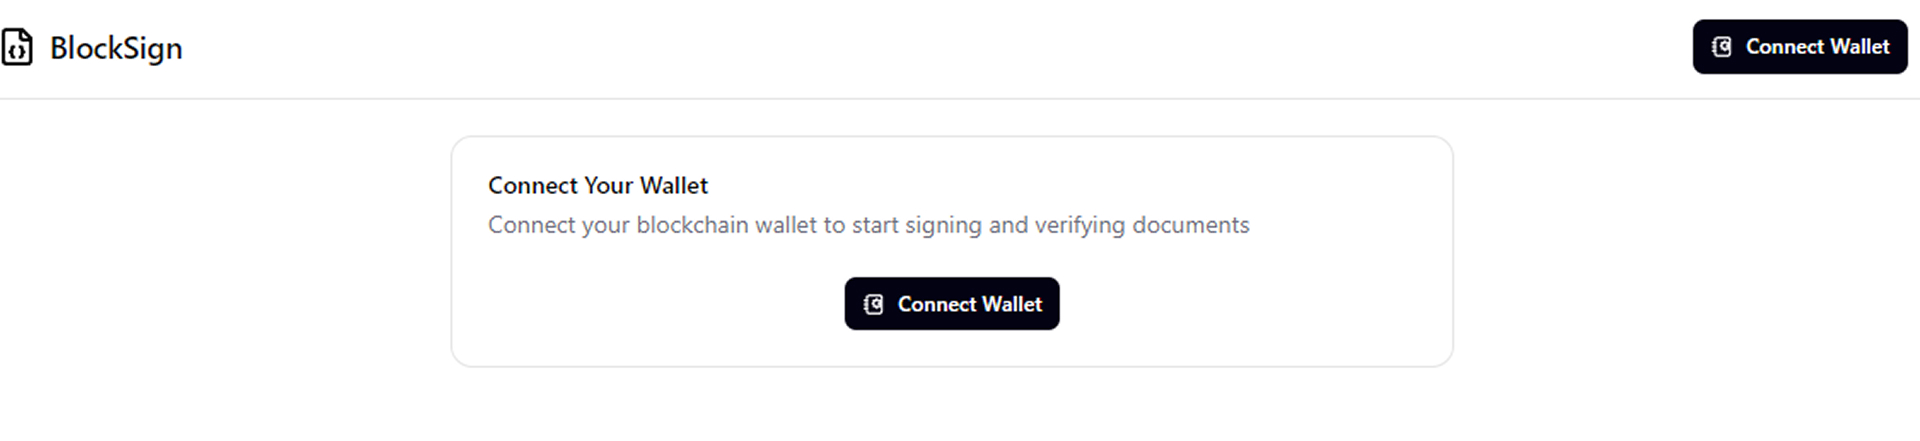 BlockSign
Connect Wallet
Connect Your Wallet
Connect your blockchain wallet to start signing and verifying documents
Connect Wallet